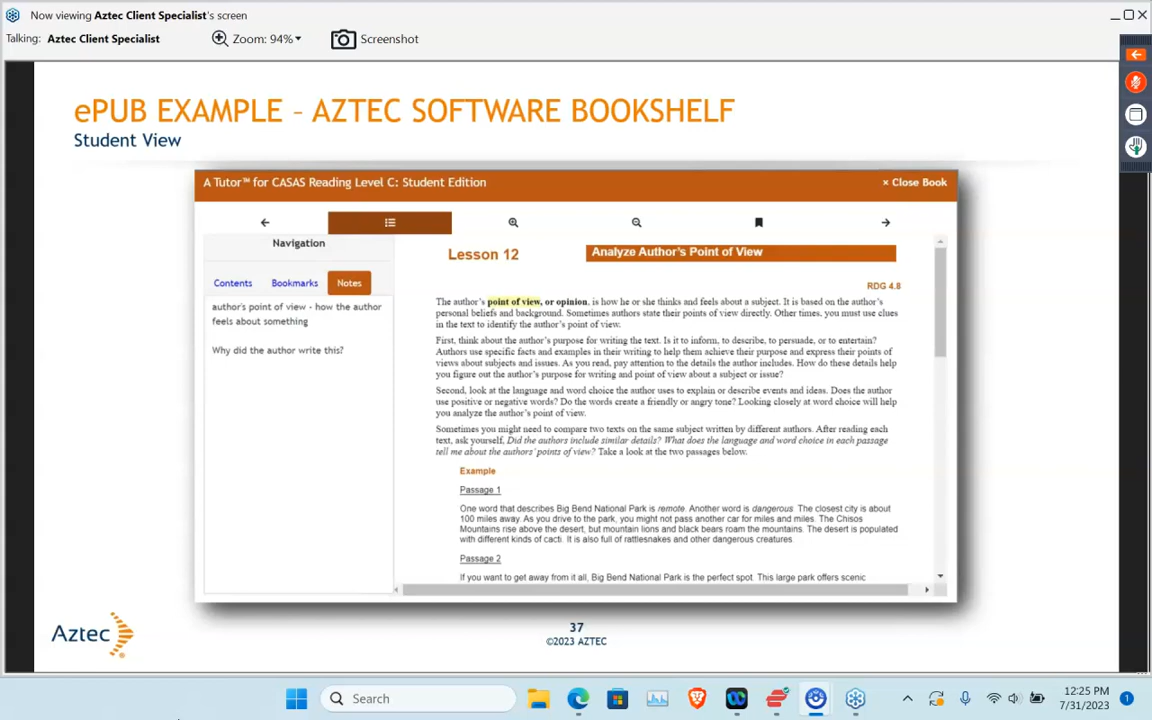 Now viewing Aztec Client Specialist's screen
Talking: Aztec Client Specialist
Zoom: 94%
Screenshot
ePUB EXAMPLE – AZTEC SOFTWARE BOOKSHELF
Student View
A Tutor™ for CASAS Reading Level C: Student Edition
× Close Book
Navigation
Contents
Bookmarks
Notes
author's point of view - how the author
feels about something
Why did the author write this?
Lesson 12
Analyze Author's Point of View
RDG 4.8
The author's point of view, or opinion, is how he or she thinks and feels about a subject. It is based on the author's
personal beliefs and background. Sometimes authors state their points of view directly. Other times, you must use clues
in the text to identify the author's point of view.
First, think about the author's purpose for writing the text. Is it to inform, to describe, to persuade, or to entertain?
Authors use specific facts and examples in their writing to help them achieve their purpose and express their points of
views about subjects and issues. As you read, pay attention to the details the author includes. How do these details help
you figure out the author's purpose for writing and point of view about a subject or issue?
Second, look at the language and word choice the author uses to explain or describe events and ideas. Does the author
use positive or negative words? Do the words create a friendly or angry tone? Looking closely at word choice will help
you analyze the author's point of view.
Sometimes you might need to compare two texts on the same subject written by different authors. After reading each
text, ask yourself, Did the authors include similar details? What does the language and word choice in each passage
tell me about the authors' points of view? Take a look at the two passages below.
Example
Passage 1
One word that describes Big Bend National Park is remote. Another word is dangerous. The closest city is about
100 miles away. As you drive to the park, you might not pass another car for miles and miles. The Chisos
Mountains rise above the desert, but mountain lions and black bears roam the mountains. The desert is populated
with different kinds of cacti. It is also full of rattlesnakes and other dangerous creatures.
Passage 2
If you want to get away from it all, Big Bend National Park is the perfect spot. This large park offers scenic
Aztec
37
©2023 AZTEC
Search
12:25 PM
7/31/2023
1